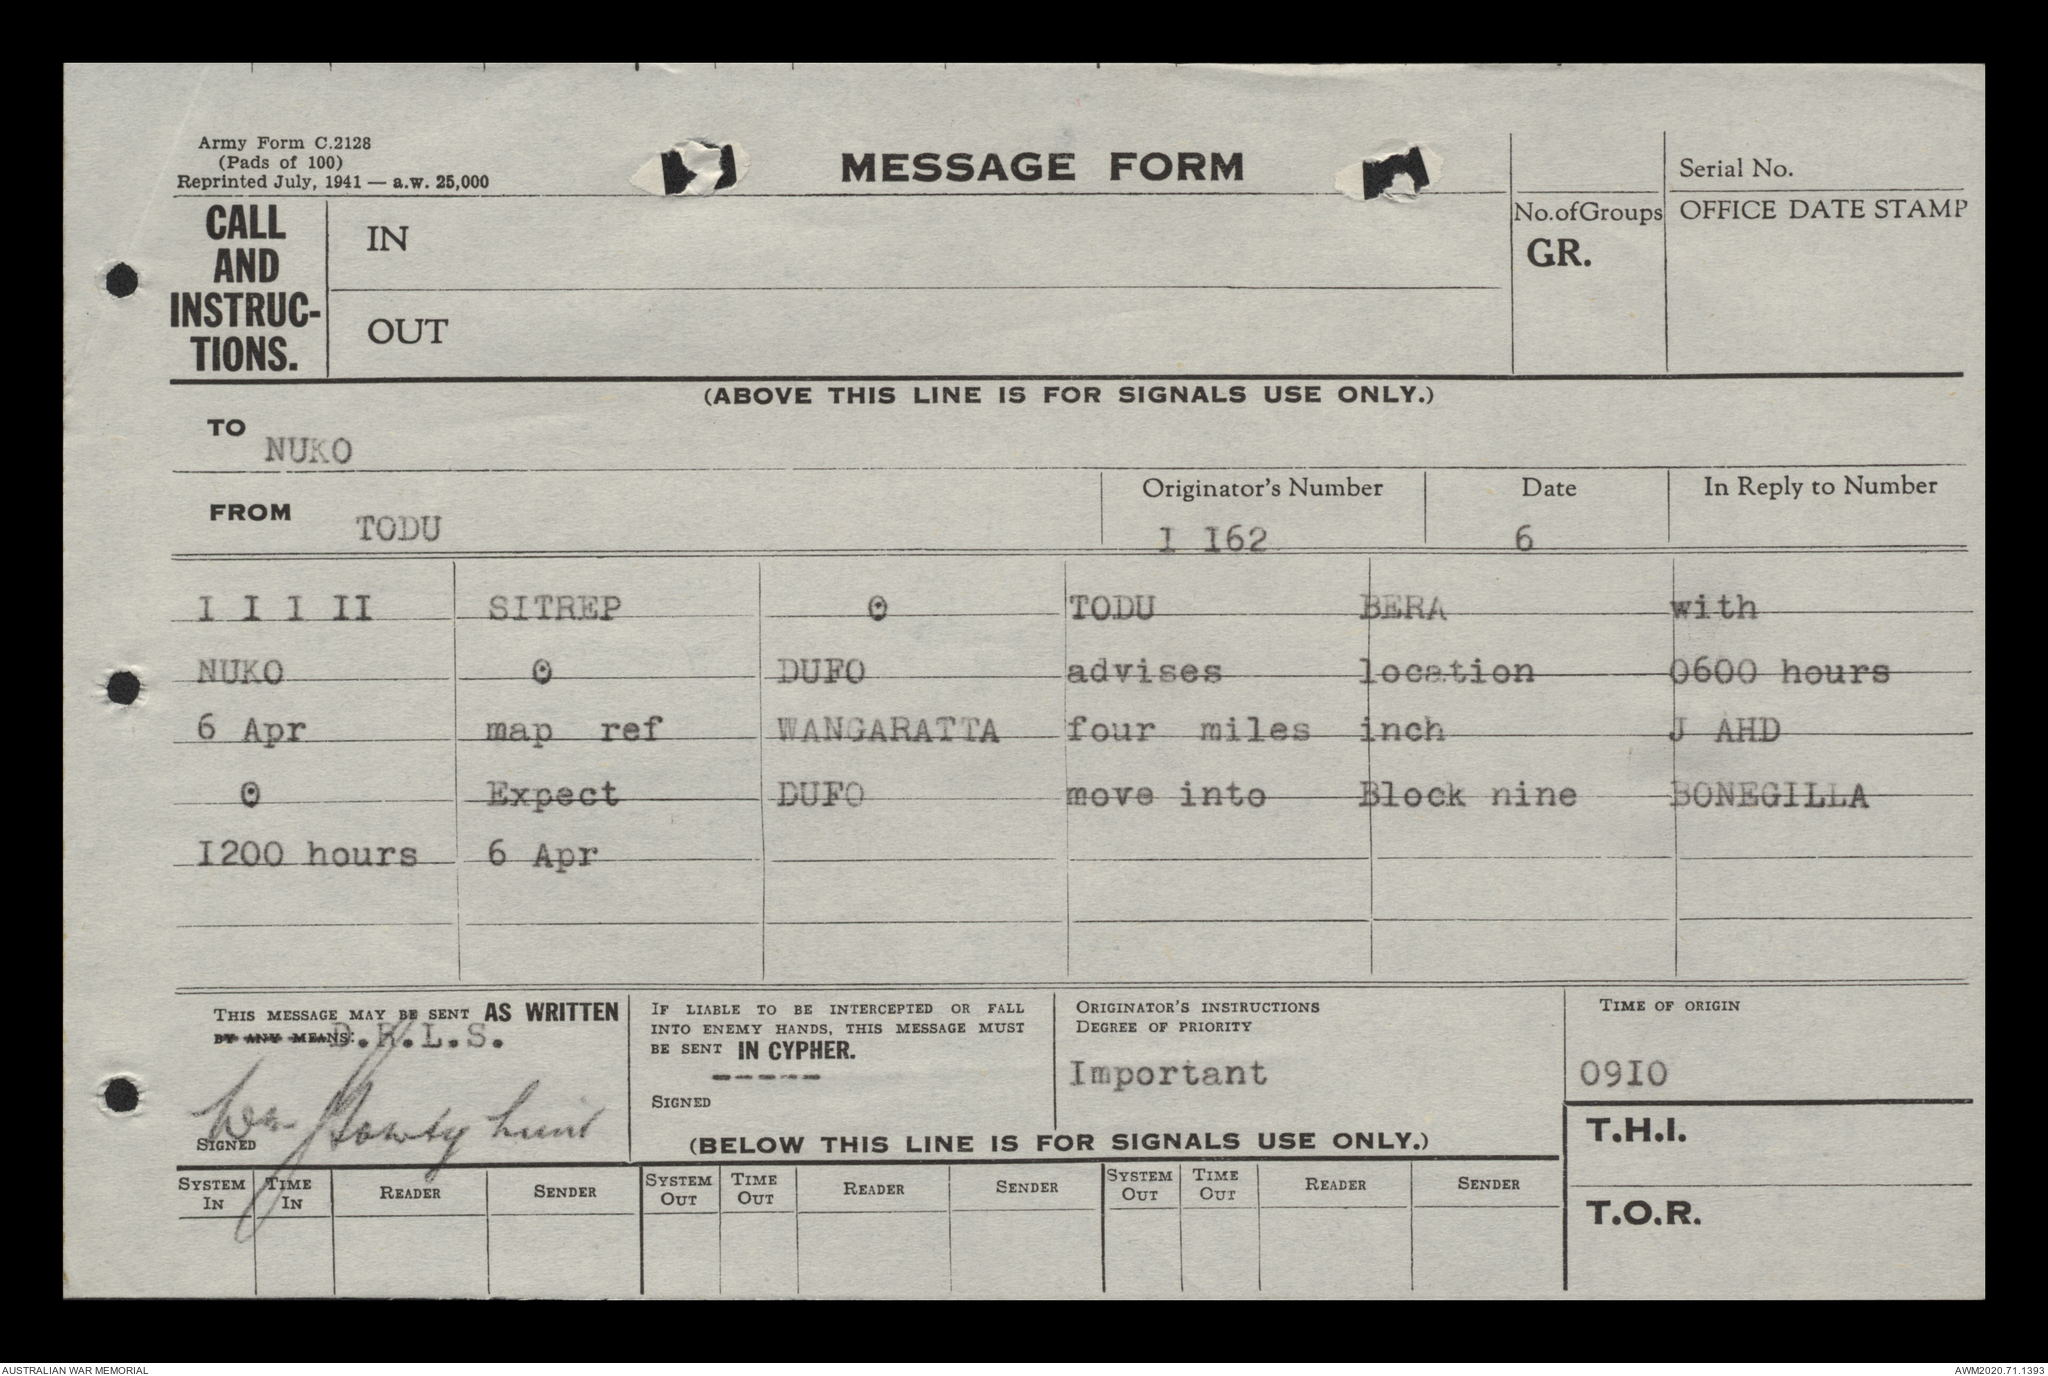 Army Form C.2128
(Pads of 100)
Reprinted July, 1941 — a.w. 25,000
MESSAGE FORM
Serial No.
CALL AND INSTRUC-TIONS.
IN
OUT
No.ofGroups
GR.
OFFICE DATE STAMP
(ABOVE THIS LINE IS FOR SIGNALS USE ONLY.)
TO NUKO
FROM TODU
Originator's Number
I I62
Date
6
In Reply to Number
I I I II SITREP 0 TODU BERA with
NUKO 0 DUFO advises location 0600 hours
6 Apr map ref WANGARATTA four miles inch J AHD
0 Expect DUFO move into Block nine BONEGILLA
I200 hours 6 Apr
THIS MESSAGE MAY BE SENT AS WRITTEN
BY ANY MEANS: D.R.L.S.
SIGNED
IF LIABLE TO BE INTERCEPTED OR FALL
INTO ENEMY HANDS, THIS MESSAGE MUST
BE SENT IN CYPHER.
-----
SIGNED
ORIGINATOR'S INSTRUCTIONS
DEGREE OF PRIORITY
Important
TIME OF ORIGIN
09I0
(BELOW THIS LINE IS FOR SIGNALS USE ONLY.)
T.H.I.
T.O.R.
SYSTEM IN TIME IN READER SENDER SYSTEM OUT TIME OUT READER SENDER SYSTEM OUT TIME OUT READER SENDER
AUSTRALIAN WAR MEMORIAL
AWM2020.71.1393